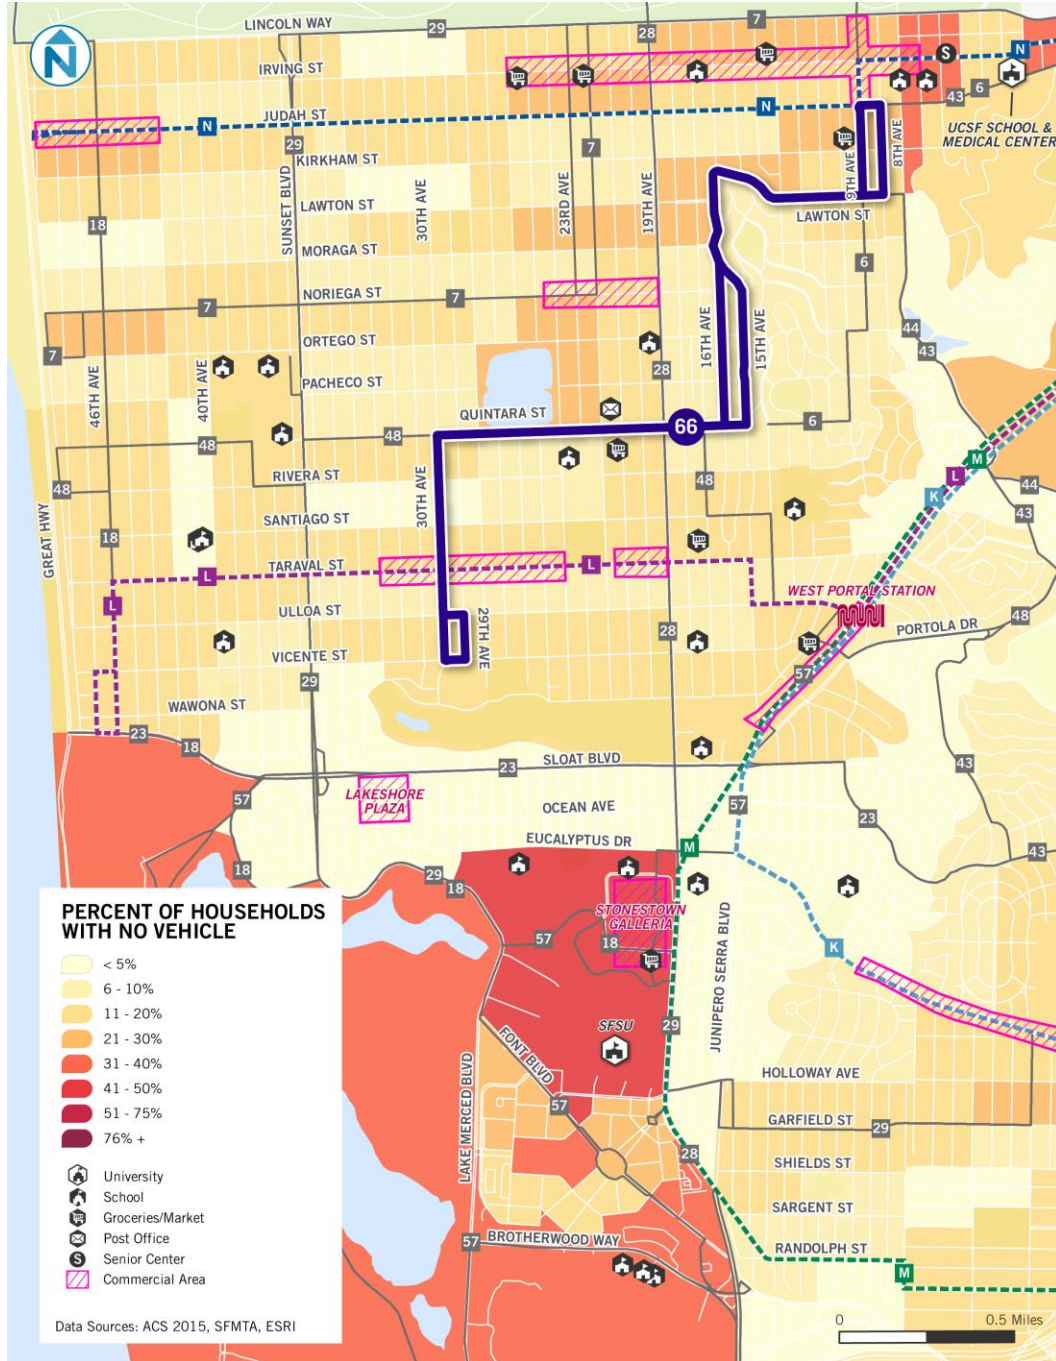 N
LINCOLN WAY
29
28
7
IRVING ST
S
N
43
6
UCSF SCHOOL &
MEDICAL CENTER
N
JUDAH ST
N
29
KIRKHAM ST
7
9TH AVE
8TH AVE
18
SUNSET BLVD
LAWTON ST
30TH AVE
23RD AVE
19TH AVE
LAWTON ST
MORAGA ST
6
NORIEGA ST
7
7
7
16TH AVE
15TH AVE
44
43
ORTEGO ST
46TH AVE
40TH AVE
PACHECO ST
28
QUINTARA ST
66
6
48
48
48
RIVERA ST
30TH AVE
48
M
L
K
44
43
GREAT HWY
18
SANTIAGO ST
TARAVAL ST
L
L
L
WEST PORTAL STATION
MUNI
ULLOA ST
29TH AVE
28
PORTOLA DR
48
VICENTE ST
29
57
WAWONA ST
23
18
SLOAT BLVD
23
43
57
LAKESHORE
PLAZA
OCEAN AVE
57
23
EUCALYPTUS DR
M
43
18
29
18
STONESTOWN
GALLERIA
18
57
JUNIPERO SERRA BLVD
K
SFSU
29
FONT BLVD
LAKE MERCED BLVD
57
HOLLOWAY AVE
GARFIELD ST
29
28
SHIELDS ST
SARGENT ST
RANDOLPH ST
57
BROTHERWOOD WAY
M
PERCENT OF HOUSEHOLDS
WITH NO VEHICLE
< 5%
6 - 10%
11 - 20%
21 - 30%
31 - 40%
41 - 50%
51 - 75%
76% +
University
School
Groceries/Market
Post Office
S Senior Center
Commercial Area
Data Sources: ACS 2015, SFMTA, ESRI
0 0.5 Miles